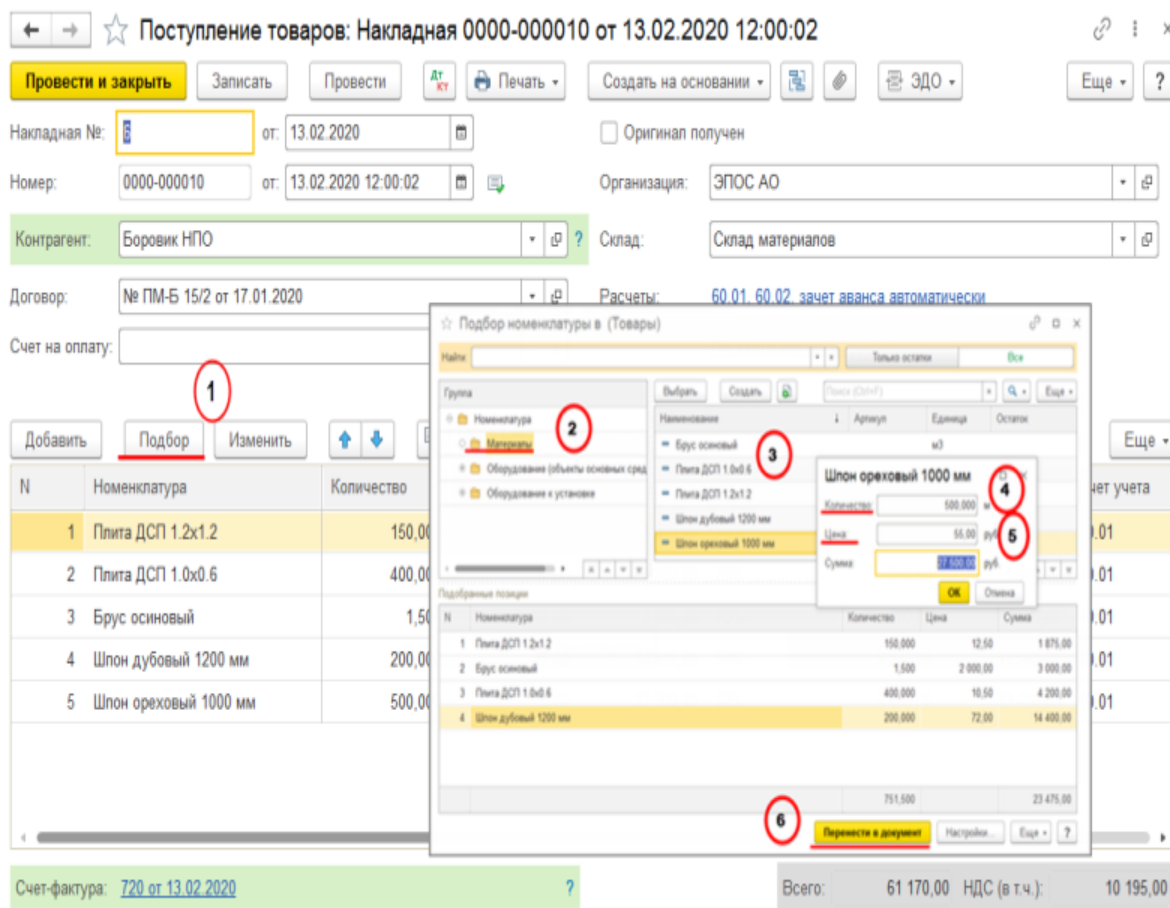 Поступление товаров: Накладная 0000-000010 от 13.02.2020 12:00:02
Провести и закрыть Записать Провести Дт Кт Печать Создать на основании ЭДО Еще ?
Накладная №: 6 от: 13.02.2020 Оригинал получен
Номер: 0000-000010 от: 13.02.2020 12:00:02 Организация: ЭПОС АО
Контрагент: Боровик НПО ? Склад: Склад материалов
Договор: № ПМ-Б 15/2 от 17.01.2020 Расчеты: 60.01, 60.02, зачет аванса автоматически
Счет на оплату:
1
Добавить Подбор Изменить Еще
N Номенклатура Количество чет учета
1 Плита ДСП 1.2х1.2 150,00 .01
2 Плита ДСП 1.0х0.6 400,00 .01
3 Брус осиновый 1,50 .01
4 Шпон дубовый 1200 мм 200,00 .01
5 Шпон ореховый 1000 мм 500,00 .01
Подбор номенклатуры в (Товары)
Найти: Только остатки Все
Группа Выбрать Создать Поиск (Ctrl+F) Еще
Номенклатура 2 Наименование Артикул Единица Остаток
Материалы Брус осиновый 3 м3
Оборудование (объекты основных сред Плита ДСП 1.0х0.6
Оборудование к установке Плита ДСП 1.2х1.2
Шпон дубовый 1200 мм
Шпон ореховый 1000 мм
Шпон ореховый 1000 мм 4
Количество: 500,000 м
Цена: 55,00 руб 5
Сумма: 27 500,00 руб.
ОК Отмена
Подобранные позиции
N Номенклатура Количество Цена Сумма
1 Плита ДСП 1.2х1.2 150,000 12,50 1 875,00
2 Брус осиновый 1,500 2 000,00 3 000,00
3 Плита ДСП 1.0х0.6 400,000 10,50 4 200,00
4 Шпон дубовый 1200 мм 200,000 72,00 14 400,00
751,500 23 475,00
6 Перенести в документ Настройки... Еще ?
Счет-фактура: 720 от 13.02.2020 ? Всего: 61 170,00 НДС (в т.ч.): 10 195,00